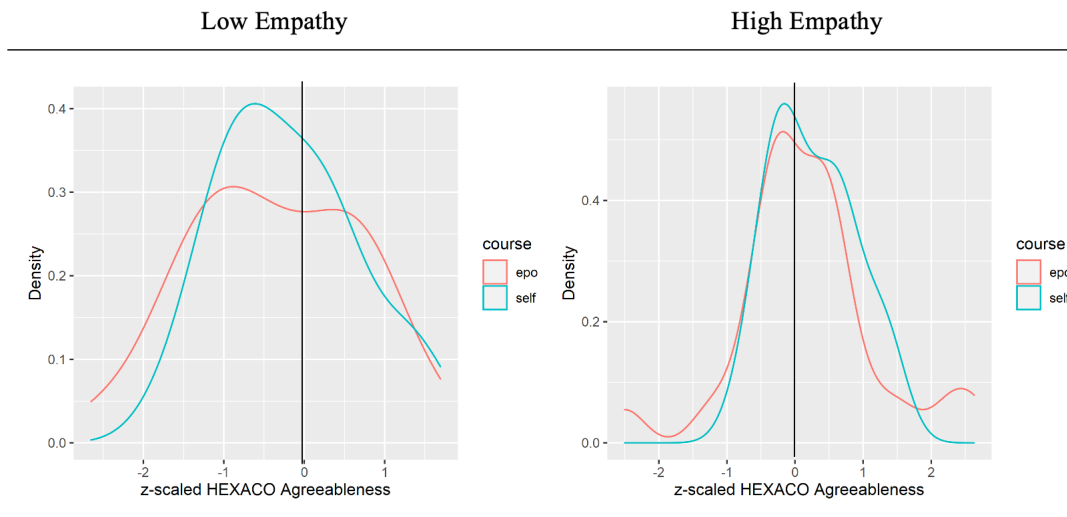 Low Empathy
High Empathy
Density
0.4
0.3
0.2
0.1
0.0
-2
-1
0
1
z-scaled HEXACO Agreeableness
course
epo
self
Density
0.4
0.2
0.0
-2
-1
0
1
2
z-scaled HEXACO Agreeableness
course
epo
self